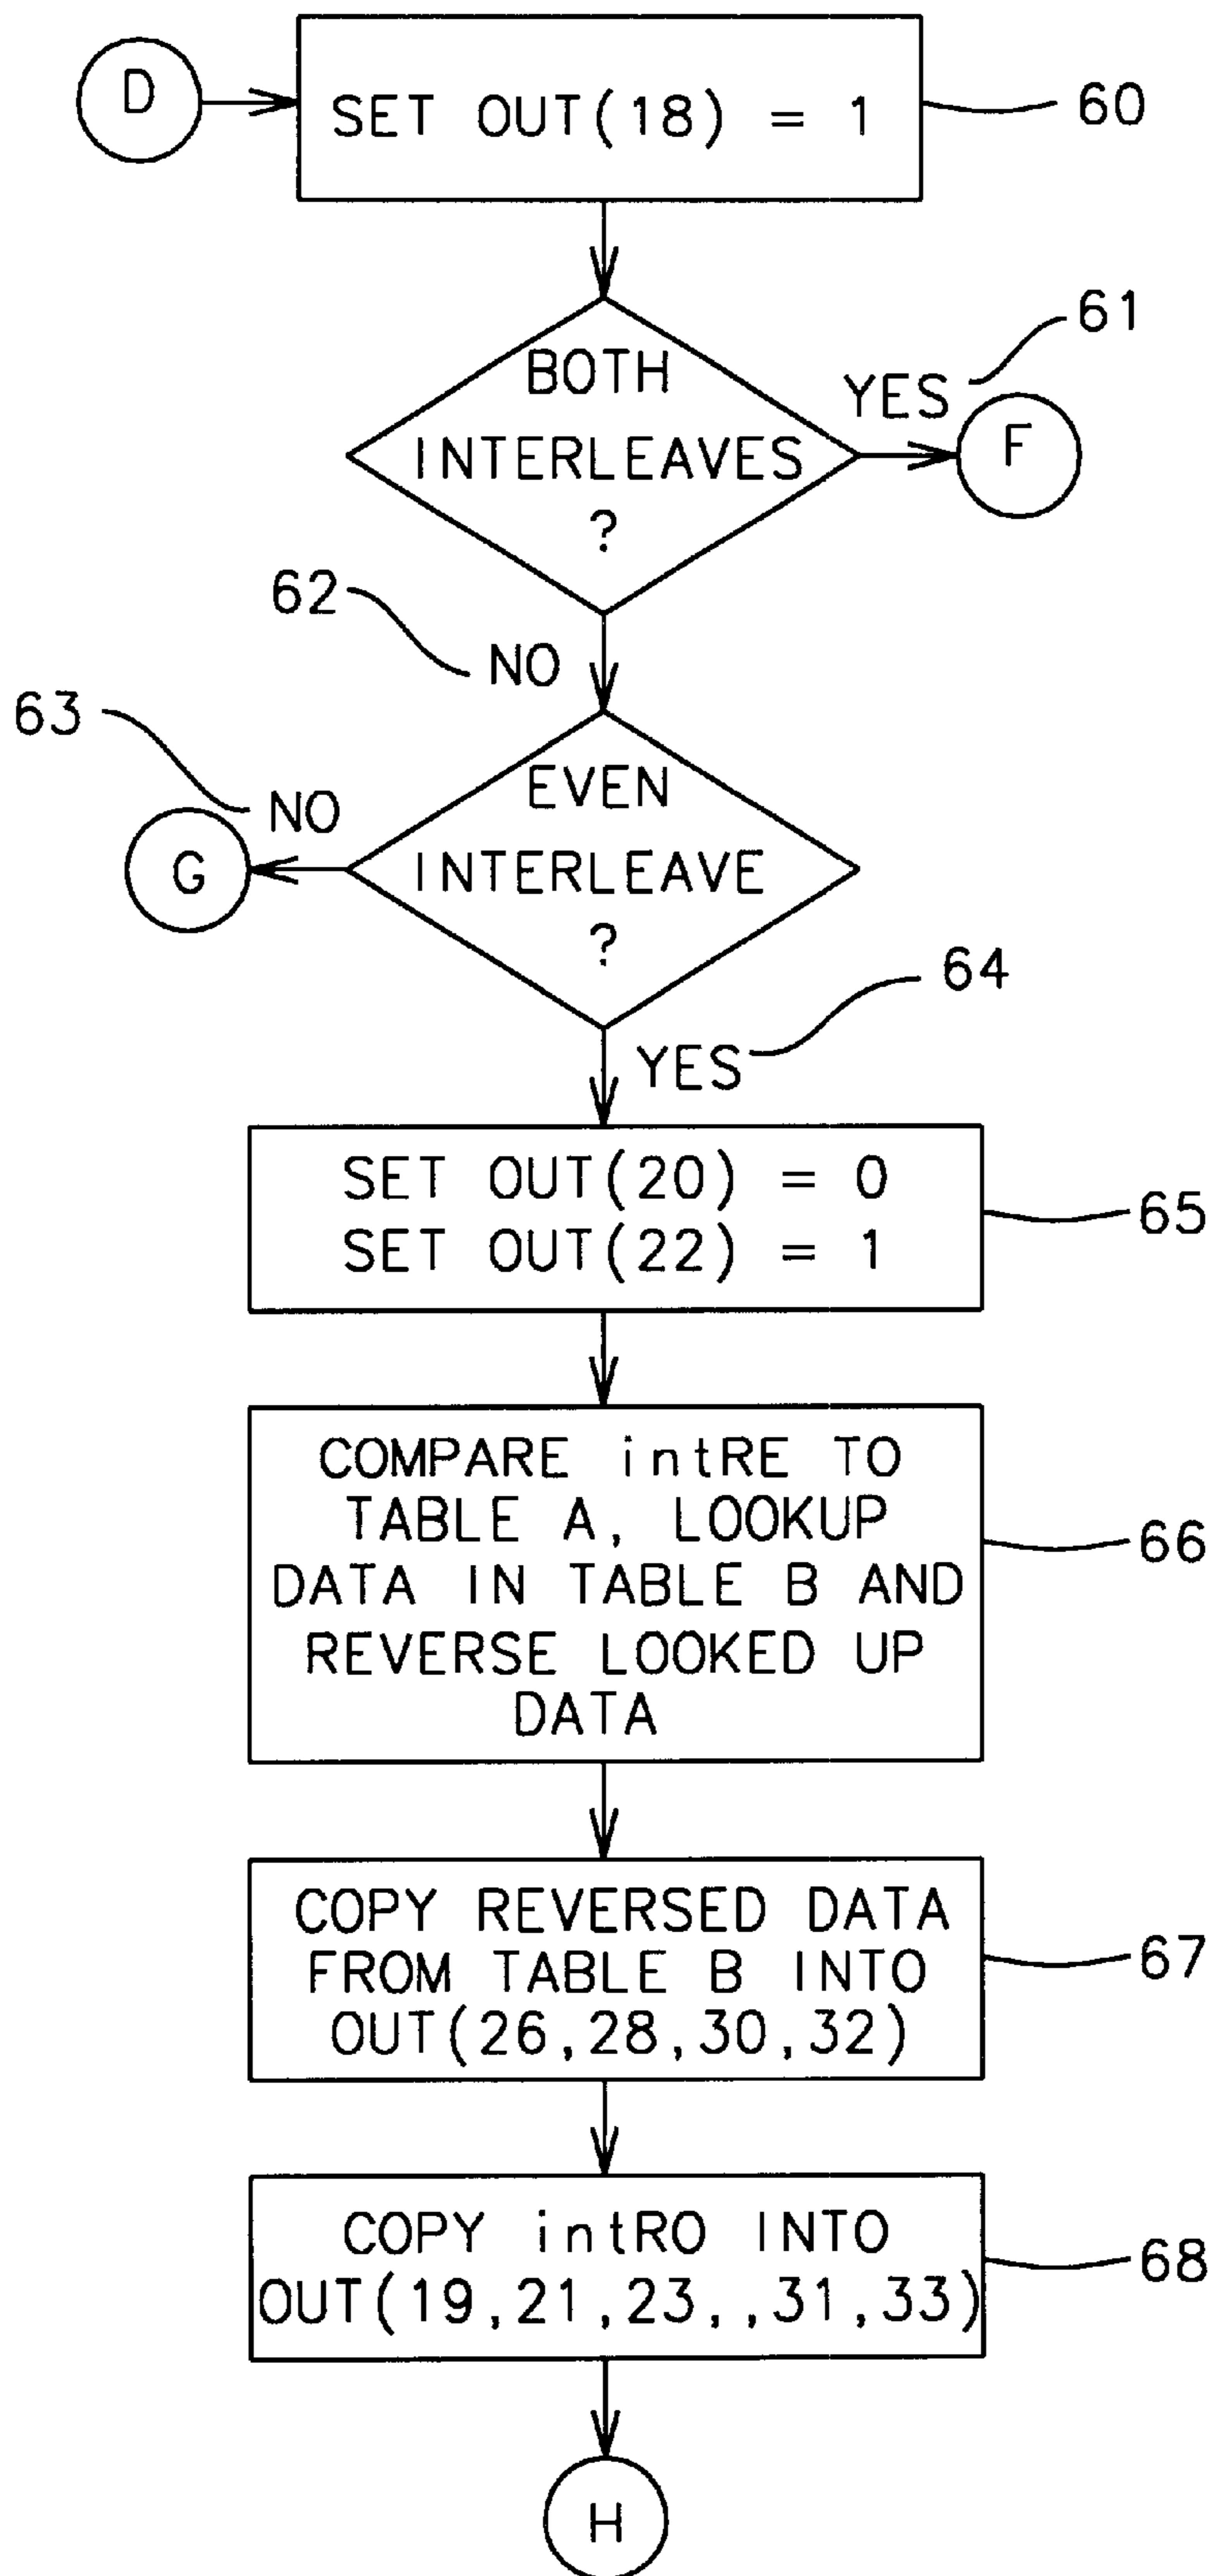 D
SET OUT(18) = 1
60
BOTH
INTERLEAVES
?
YES
61
F
62
NO
63
NO
G
EVEN
INTERLEAVE
?
64
YES
SET OUT(20) = 0
SET OUT(22) = 1
65
COMPARE intRE TO
TABLE A, LOOKUP
DATA IN TABLE B AND
REVERSE LOOKED UP
DATA
66
COPY REVERSED DATA
FROM TABLE B INTO
OUT(26,28,30,32)
67
COPY intRO INTO
OUT(19,21,23,,31,33)
68
H